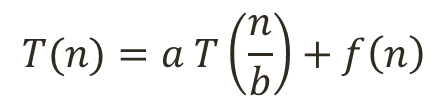 T(n) = a T(n/b) + f(n)